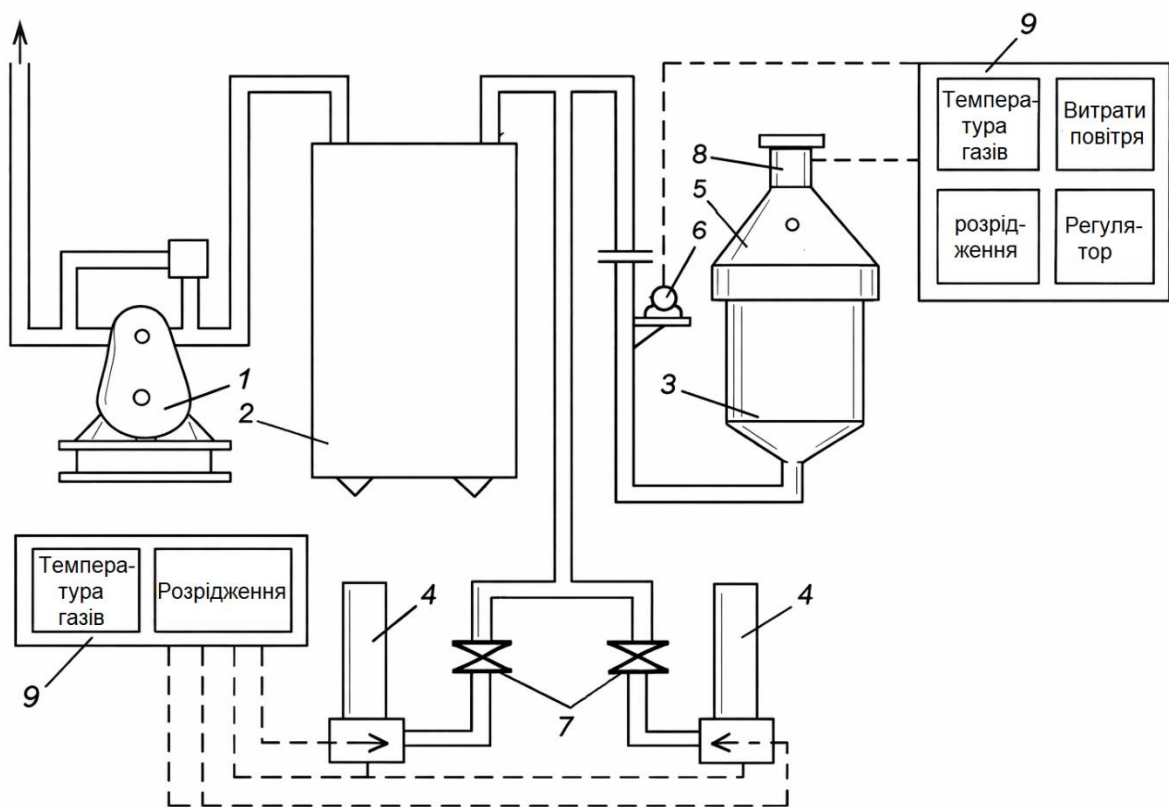 9
Темпера-
тура
газів
Витрати
повітря
розрід-
ження
Регуля-
тор
8
5
6
3
1
2
Темпера-
тура
газів
Розрідження
9
4
4
7